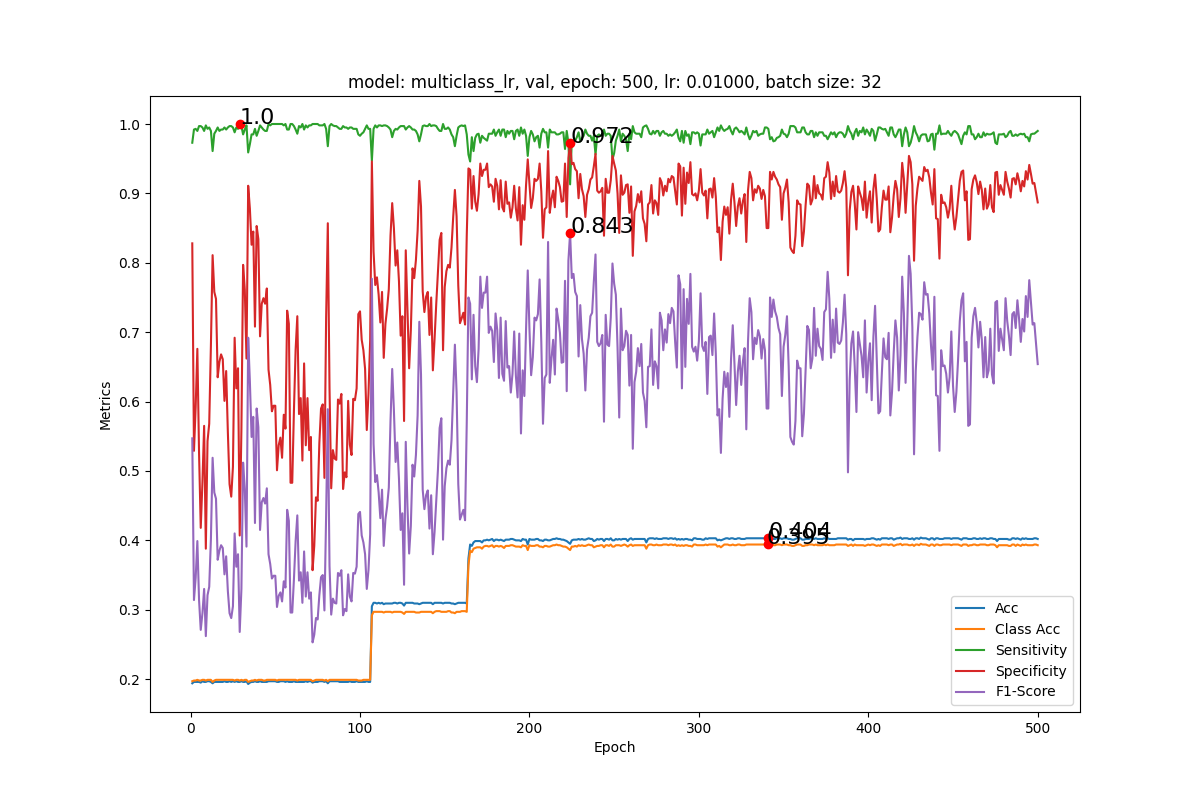 model: multiclass_lr, val, epoch: 500, lr: 0.01000, batch size: 32
Metrics
1.0
0.9
0.8
0.7
0.6
0.5
0.4
0.3
0.2
1.0
0.972
0.843
0.404
0.395
Acc
Class Acc
Sensitivity
Specificity
F1-Score
0
100
200
300
400
500
Epoch